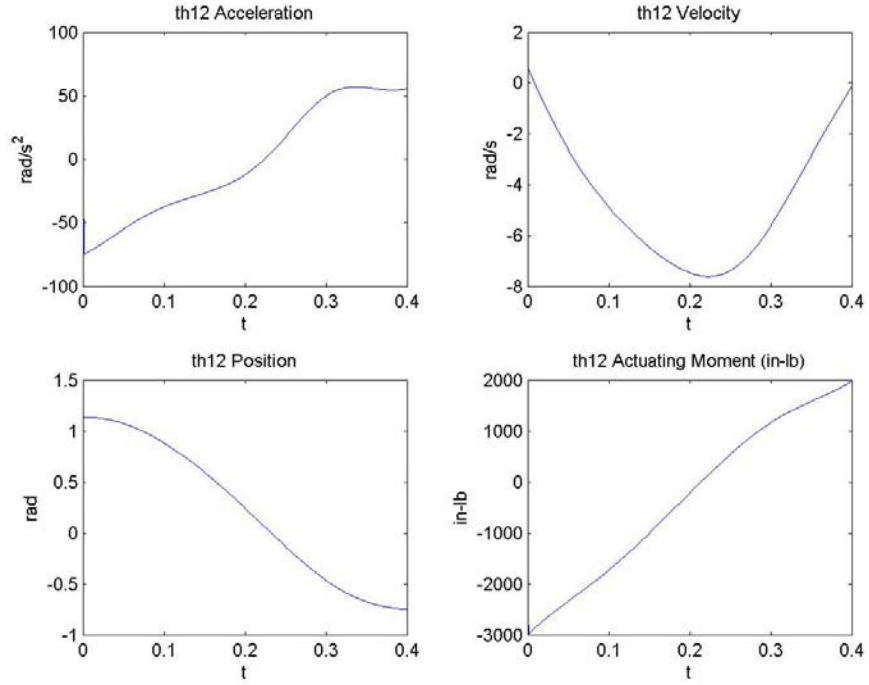 th12 Acceleration
100
50
0
-50
-100
rad/s²
0 0.1 0.2 0.3 0.4
t
th12 Velocity
2
0
-2
-4
-6
-8
rad/s
0 0.1 0.2 0.3 0.4
t
th12 Position
1.5
1
0.5
0
-0.5
-1
rad
0 0.1 0.2 0.3 0.4
t
th12 Actuating Moment (in-lb)
2000
1000
0
-1000
-2000
-3000
in-lb
0 0.1 0.2 0.3 0.4
t